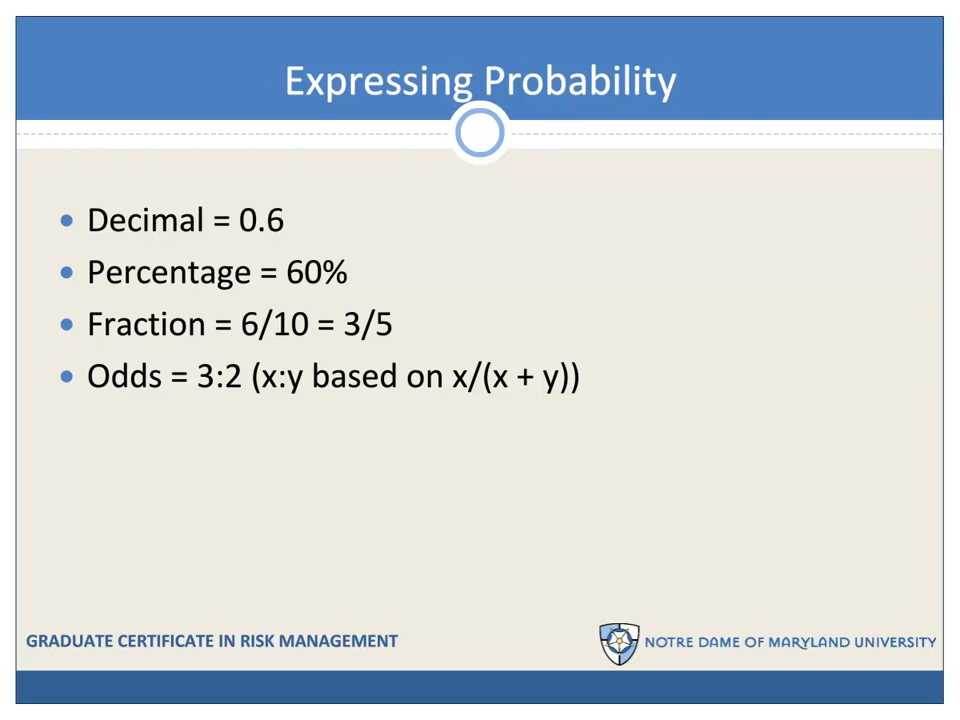 Expressing Probability
• Decimal = 0.6
• Percentage = 60%
• Fraction = 6/10 = 3/5
• Odds = 3:2 (x:y based on x/(x + y))
GRADUATE CERTIFICATE IN RISK MANAGEMENT
NOTRE DAME OF MARYLAND UNIVERSITY